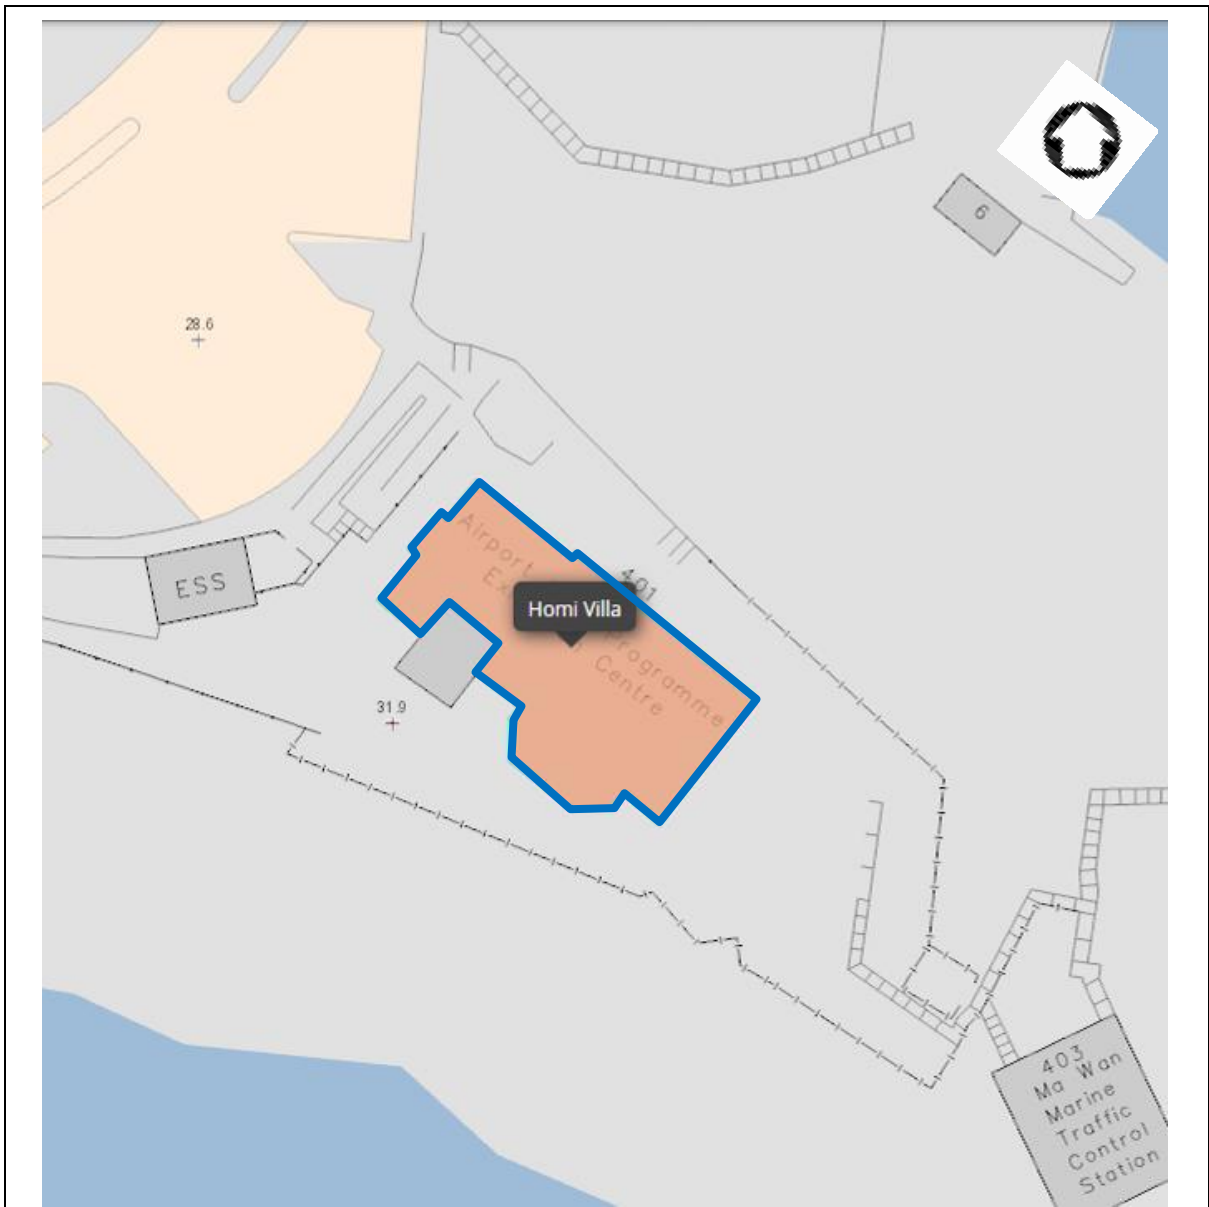 6
28.6
Airport
Programme
Centre
401
Homi Villa
ESS
31.9
403
Ma Wan
Marine
Traffic
Control
Station